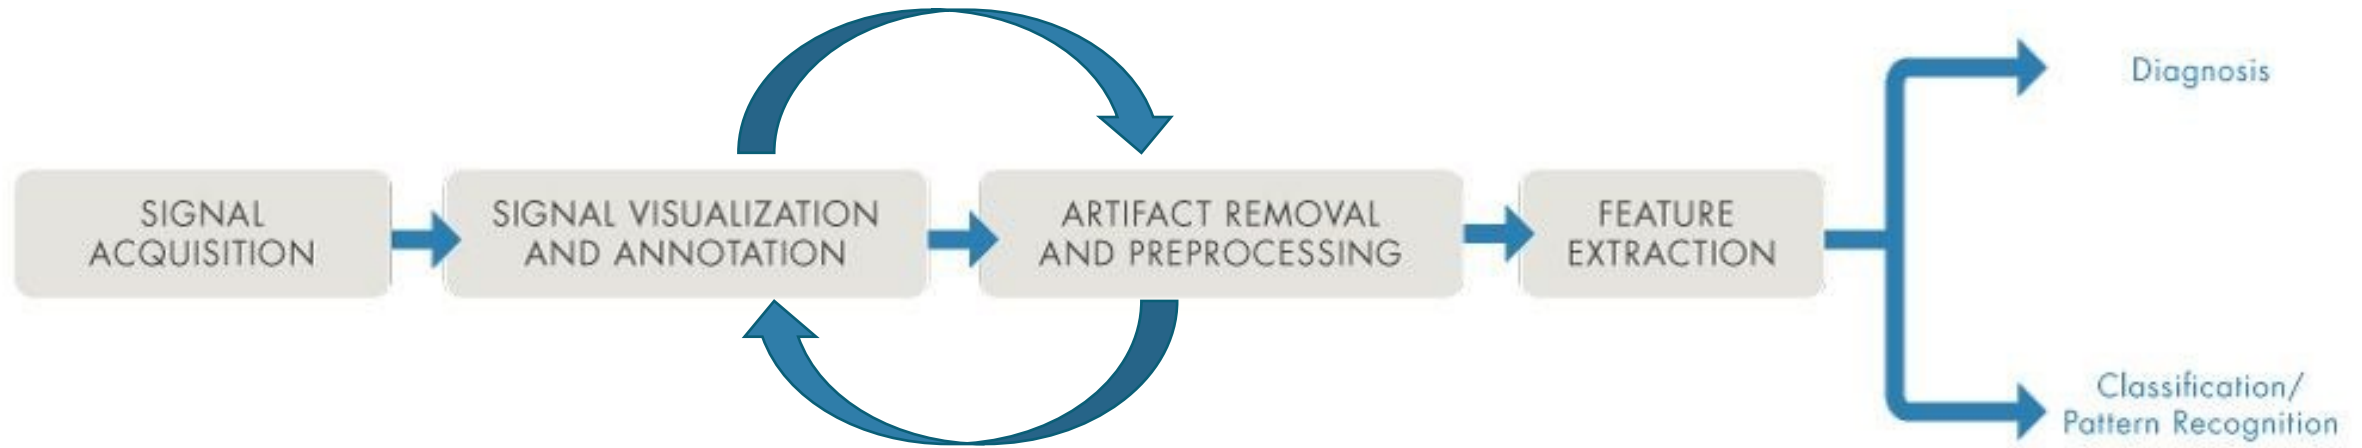 SIGNAL
ACQUISITION
SIGNAL VISUALIZATION
AND ANNOTATION
ARTIFACT REMOVAL
AND PREPROCESSING
FEATURE
EXTRACTION
Diagnosis
Classification/
Pattern Recognition